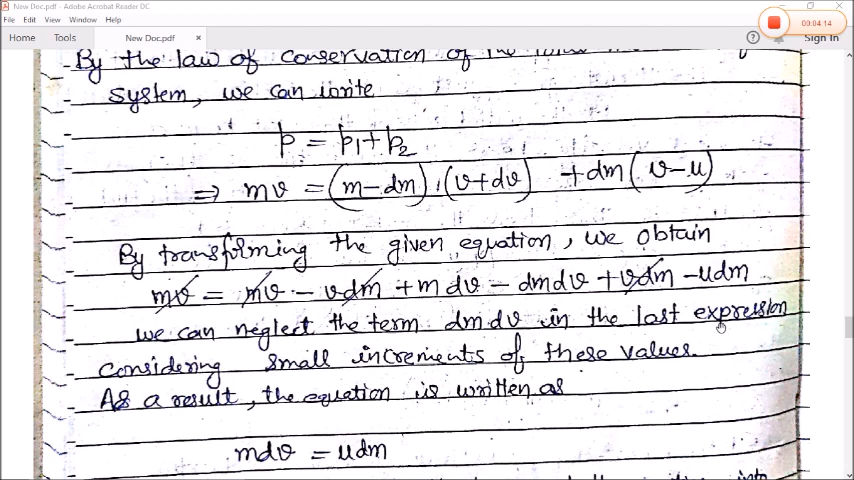 New Doc.pdf - Adobe Acrobat Reader DC
File Edit View Window Help
00:04:14
Home Tools New Doc.pdf × Sign In
By the law of conservation of the
system, we can write
p = p₁ + p₂
⇒ mv = (m – dm) . (v + dv) + dm (v – u)
By transforming the given equation, we obtain
mv = mv – vdm + m dv – dmdv + vdm – udm
we can neglect the term dm dv in the last expression
considering small increments of these values.
As a result, the equation is written as
mdv = udm